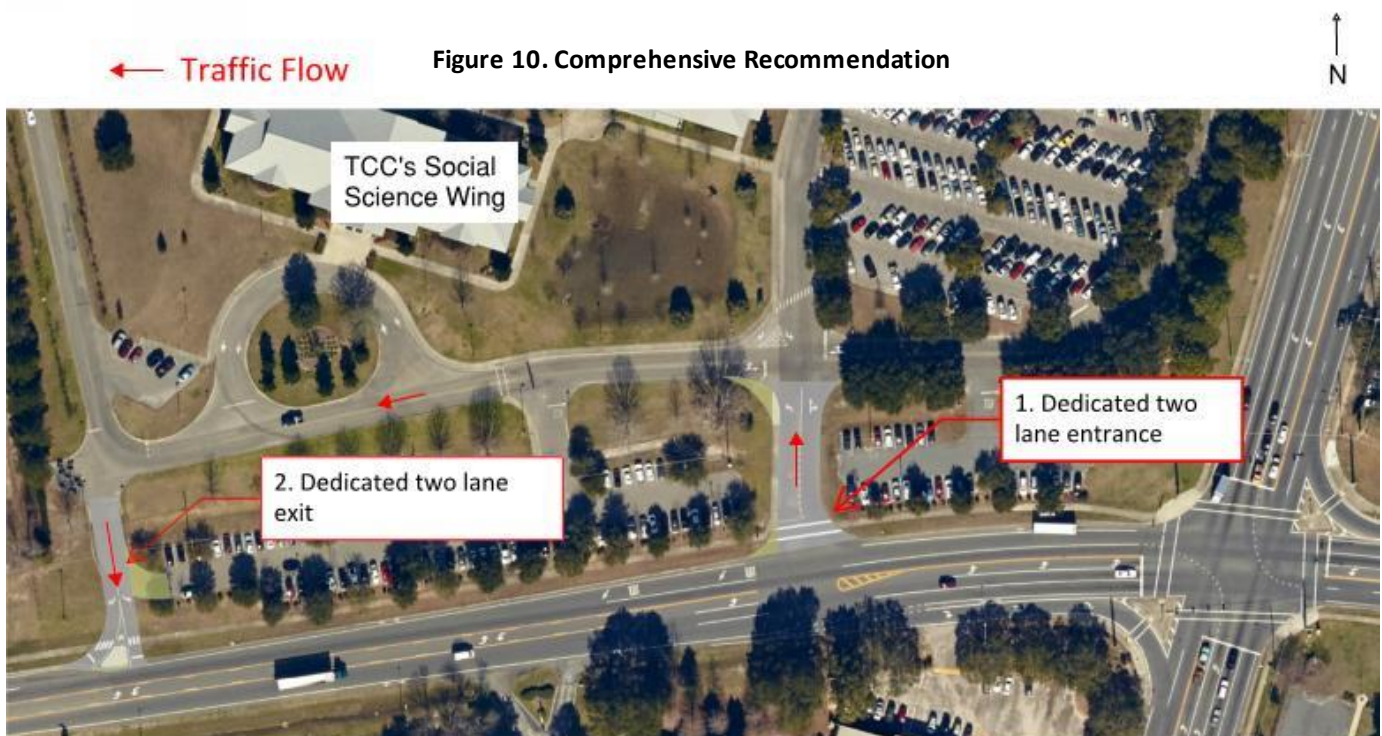 Figure 10. Comprehensive Recommendation
Traffic Flow
N
TCC's Social
Science Wing
1. Dedicated two
lane entrance
2. Dedicated two lane
exit